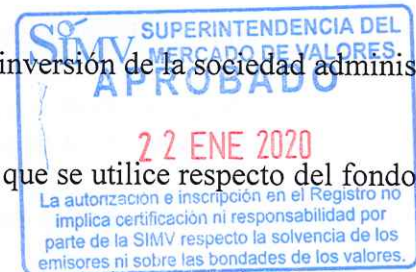 SIMV SUPERINTENDENCIA DEL
MERCADO DE VALORES
inversión de la sociedad adminis
APROBADO
22 ENE 2020
que se utilice respecto del fondo
La autorización e inscripción en el Registro no
implica certificación ni responsabilidad por
parte de la SIMV respecto la solvencia de los
emisores ni sobre las bondades de los valores.